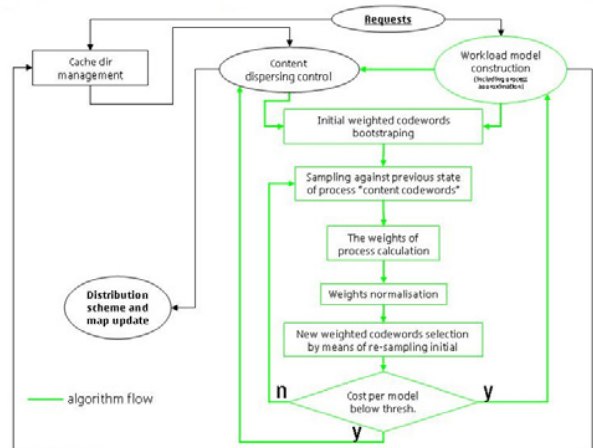 Requests
Cache dir
management
Content
dispersing control
Workload model
construction
(including process
Initial weighted codewords
bootstraping
Sampling against previous state
of process "content codewords"
The weights of
process calculation
Weights normalisation
New weighted codewords selection
by means of re-sampling initial
Distribution
scheme and
map update
Cost per model
below thresh.
n
y
y
algorithm flow